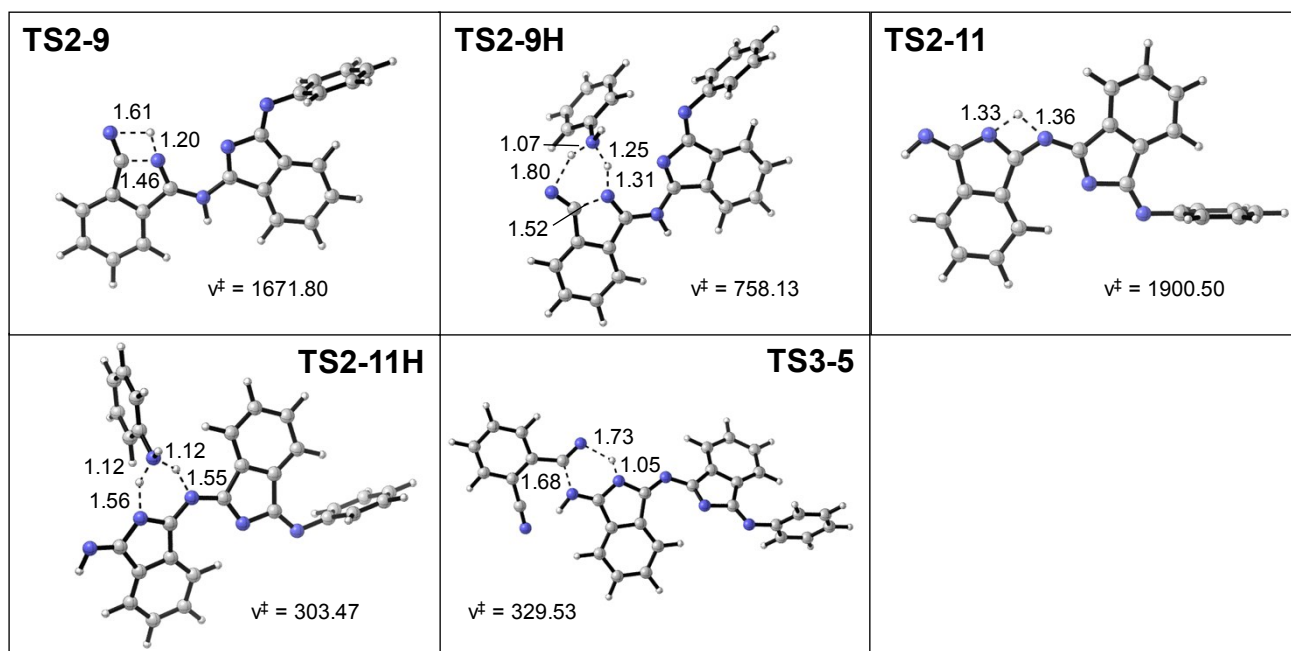 TS2-9
1.61
1.20
1.46
v‡ = 1671.80
TS2-9H
1.07
1.25
1.80
1.31
1.52
v‡ = 758.13
TS2-11
1.33
1.36
v‡ = 1900.50
TS2-11H
1.12
1.12
1.55
1.56
v‡ = 303.47
TS3-5
1.73
1.05
1.68
v‡ = 329.53